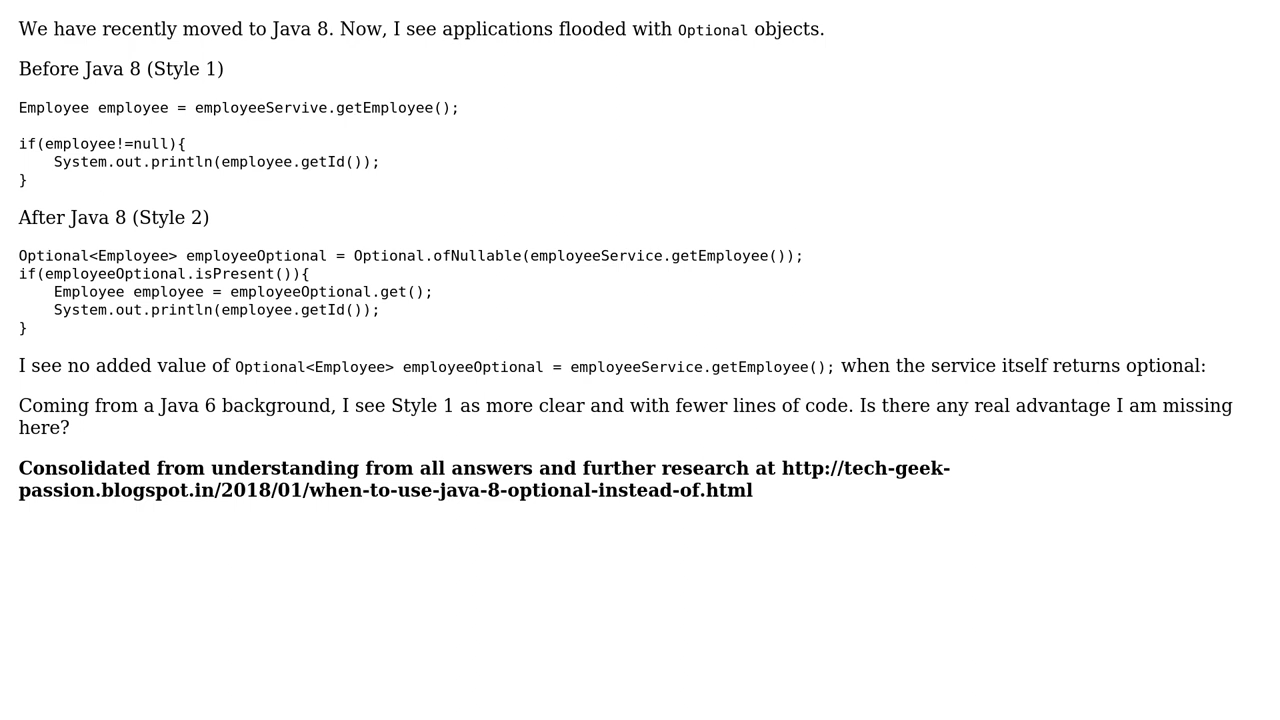 We have recently moved to Java 8. Now, I see applications flooded with Optional objects.
Before Java 8 (Style 1)
Employee employee = employeeServive.getEmployee();
if(employee!=null){
    System.out.println(employee.getId());
}
After Java 8 (Style 2)
Optional<Employee> employeeOptional = Optional.ofNullable(employeeService.getEmployee());
if(employeeOptional.isPresent()){
    Employee employee = employeeOptional.get();
    System.out.println(employee.getId());
}
I see no added value of Optional<Employee> employeeOptional = employeeService.getEmployee(); when the service itself returns optional:
Coming from a Java 6 background, I see Style 1 as more clear and with fewer lines of code. Is there any real advantage I am missing
here?
Consolidated from understanding from all answers and further research at http://tech-geek-
passion.blogspot.in/2018/01/when-to-use-java-8-optional-instead-of.html